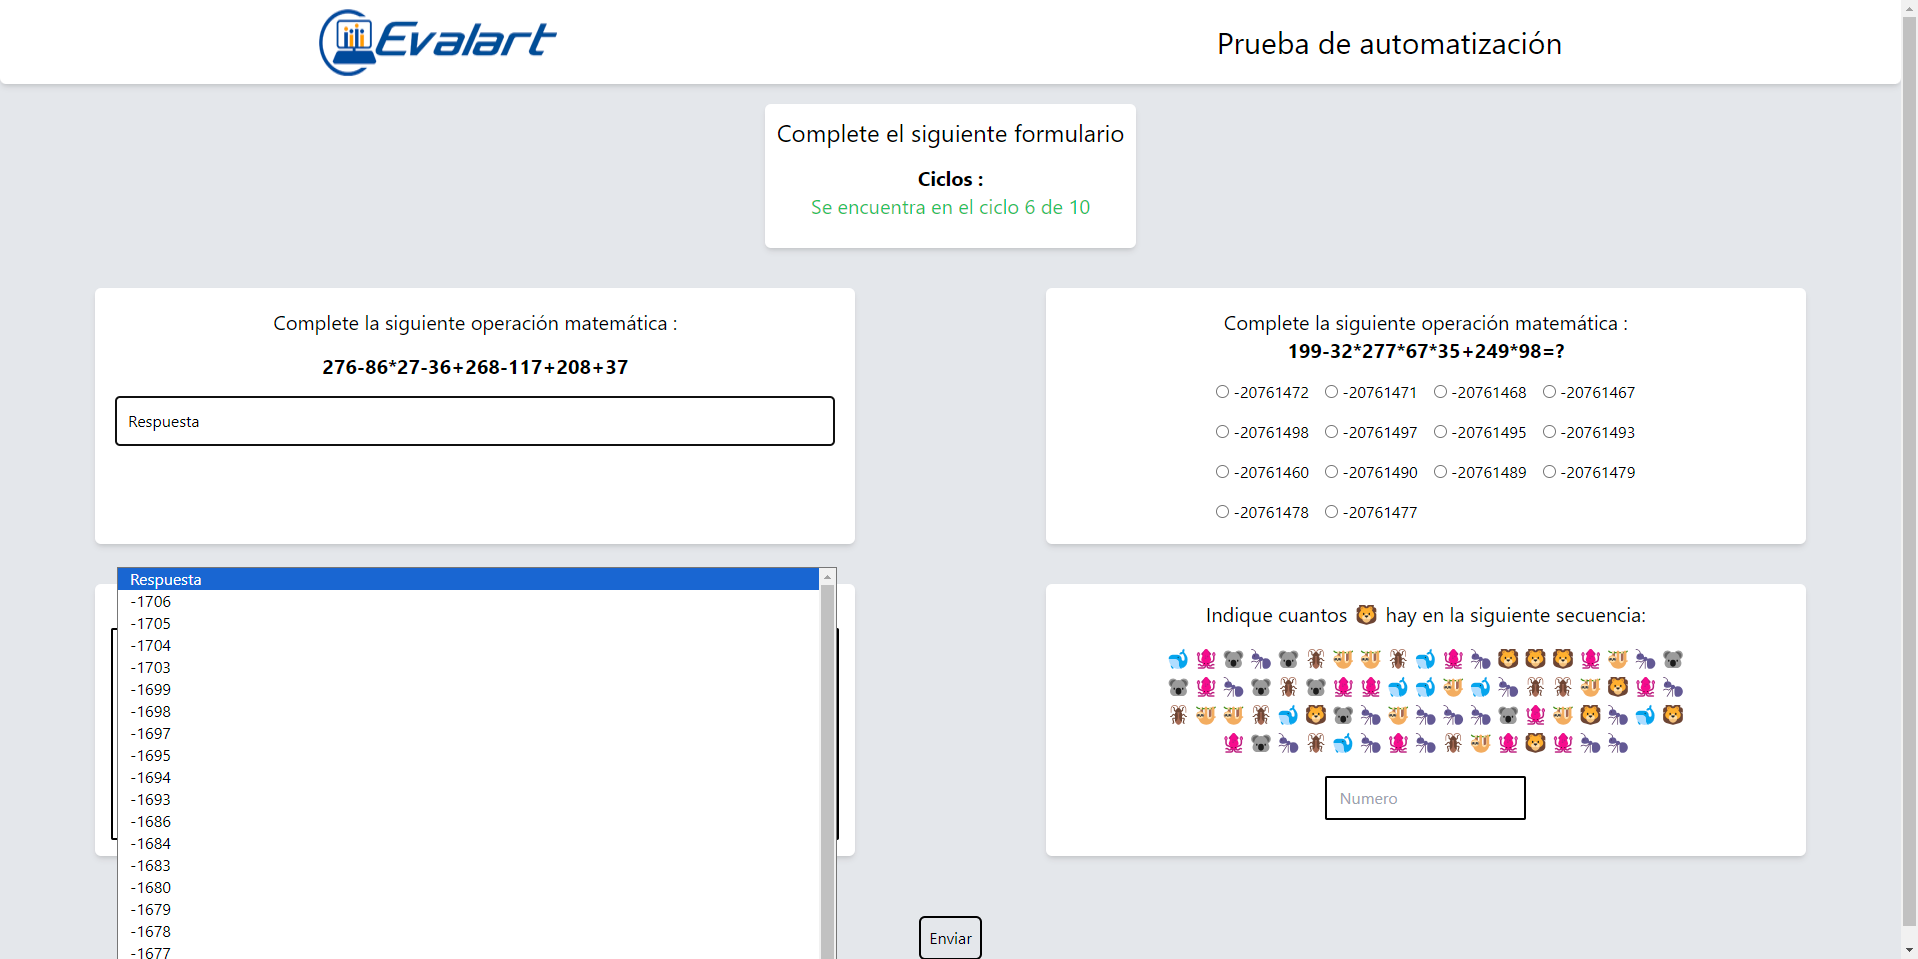 Evalart
Prueba de automatización
Complete el siguiente formulario
Ciclos :
Se encuentra en el ciclo 6 de 10
Complete la siguiente operación matemática :
276-86*27-36+268-117+208+37
Respuesta
Complete la siguiente operación matemática :
199-32*277*67*35+249*98=?
-20761472 -20761471 -20761468 -20761467
-20761498 -20761497 -20761495 -20761493
-20761460 -20761490 -20761489 -20761479
-20761478 -20761477
Respuesta
-1706
-1705
-1704
-1703
-1699
-1698
-1697
-1695
-1694
-1693
-1686
-1684
-1683
-1680
-1679
-1678
-1677
Indique cuantos 🦁 hay en la siguiente secuencia:
Numero
Enviar